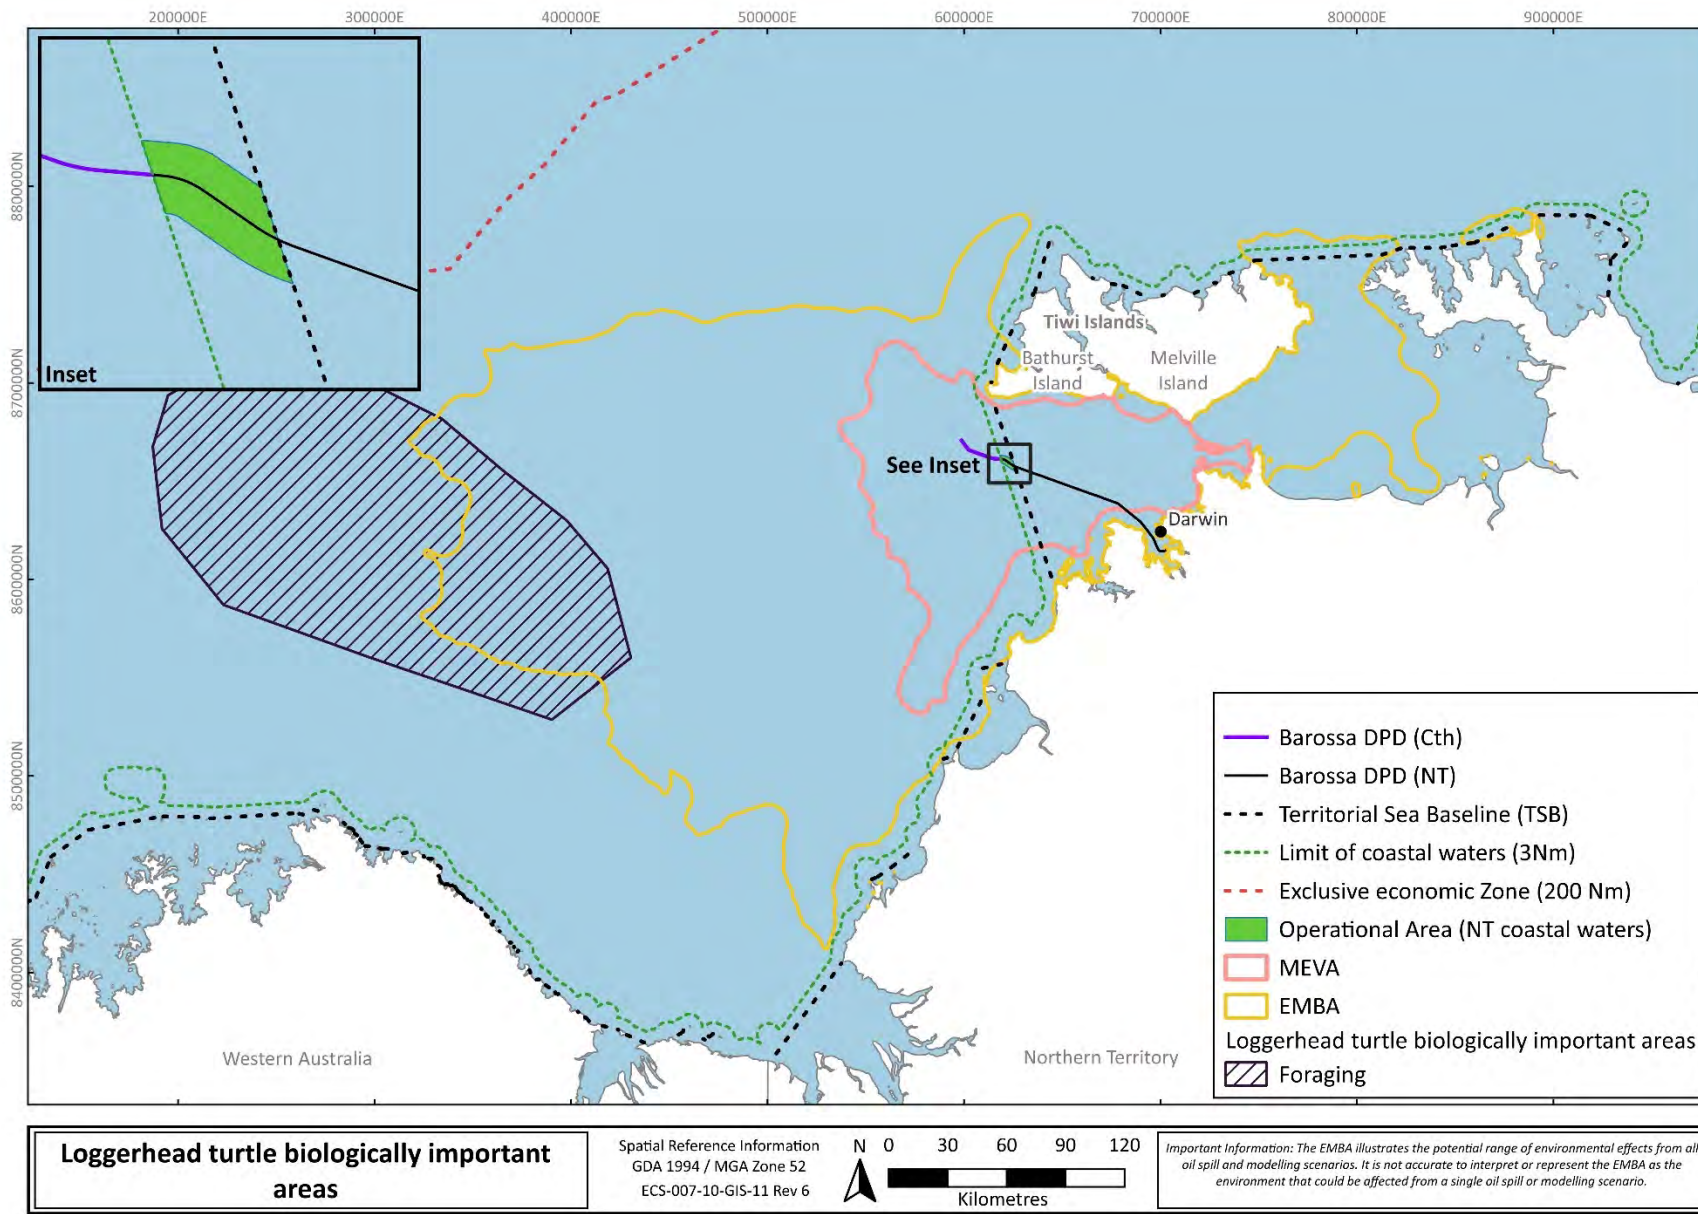 200000E
300000E
400000E
500000E
600000E
700000E
800000E
900000E
8800000N
8700000N
8600000N
8500000N
8400000N
Inset
Tiwi Islands
Bathurst
Island
Melville
Island
See Inset
Darwin
Western Australia
Northern Territory
Barossa DPD (Cth)
Barossa DPD (NT)
Territorial Sea Baseline (TSB)
Limit of coastal waters (3Nm)
Exclusive economic Zone (200 Nm)
Operational Area (NT coastal waters)
MEVA
EMBA
Loggerhead turtle biologically important areas
Foraging
Loggerhead turtle biologically important
areas
Spatial Reference Information
GDA 1994 / MGA Zone 52
ECS-007-10-GIS-11 Rev 6
N
0 30 60 90 120
Kilometres
Important Information: The EMBA illustrates the potential range of environmental effects from all
oil spill and modelling scenarios. It is not accurate to interpret or represent the EMBA as the
environment that could be affected from a single oil spill or modelling scenario.